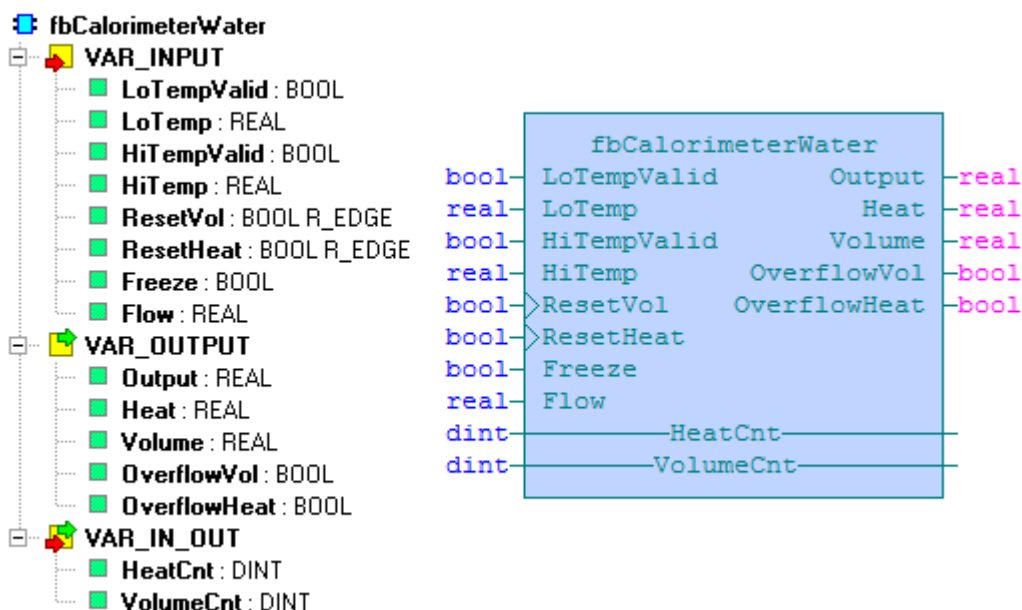 fbCalorimeterWater
VAR_INPUT
LoTempValid : BOOL
LoTemp : REAL
HiTempValid : BOOL
HiTemp : REAL
ResetVol : BOOL R_EDGE
ResetHeat : BOOL R_EDGE
Freeze : BOOL
Flow : REAL
VAR_OUTPUT
Output : REAL
Heat : REAL
Volume : REAL
OverflowVol : BOOL
OverflowHeat : BOOL
VAR_IN_OUT
HeatCnt : DINT
VolumeCnt : DINT
fbCalorimeterWater
bool LoTempValid Output real
real LoTemp Heat real
bool HiTempValid Volume real
real HiTemp OverflowVol bool
bool ResetVol OverflowHeat bool
bool ResetHeat
bool Freeze
real Flow
dint HeatCnt
dint VolumeCnt